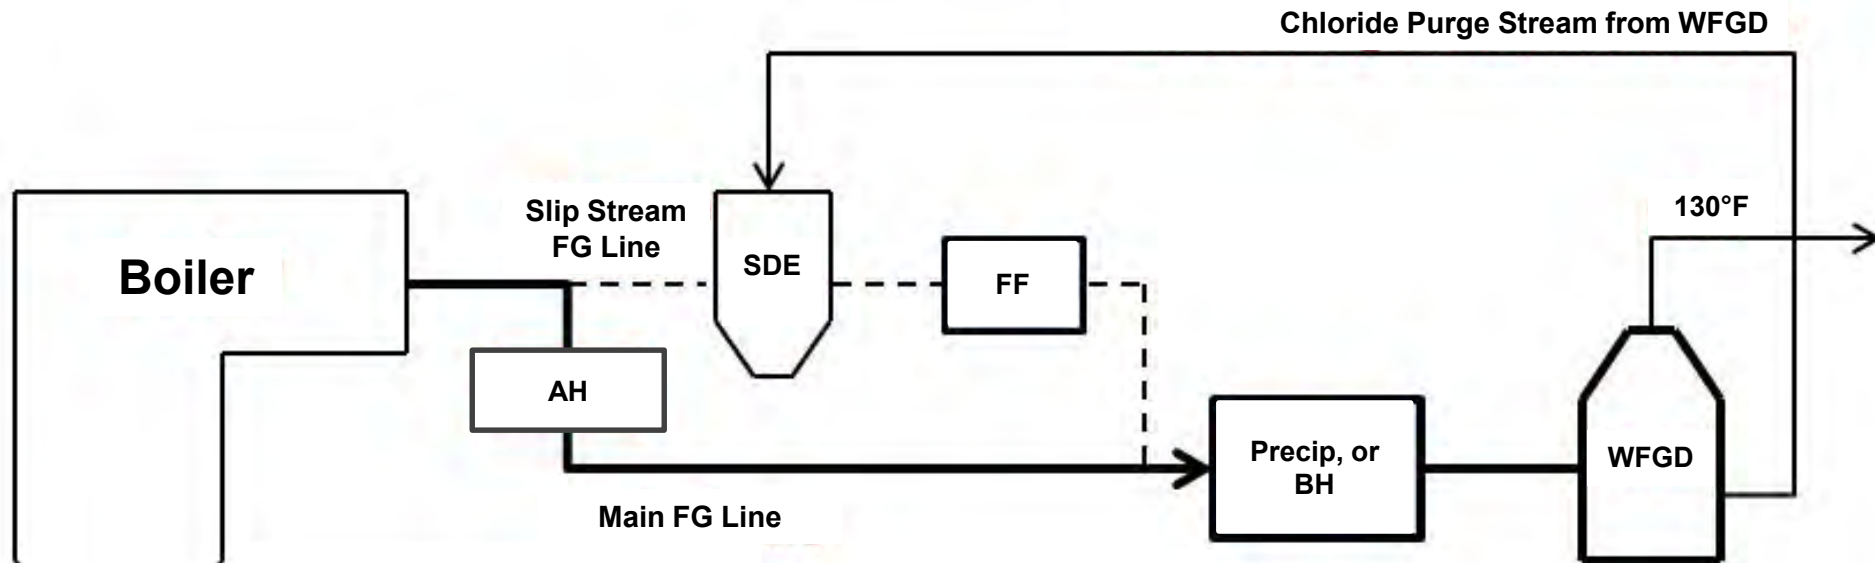 Chloride Purge Stream from WFGD
130°F
Slip Stream
FG Line
SDE
FF
Boiler
AH
Precip, or
BH
WFGD
Main FG Line